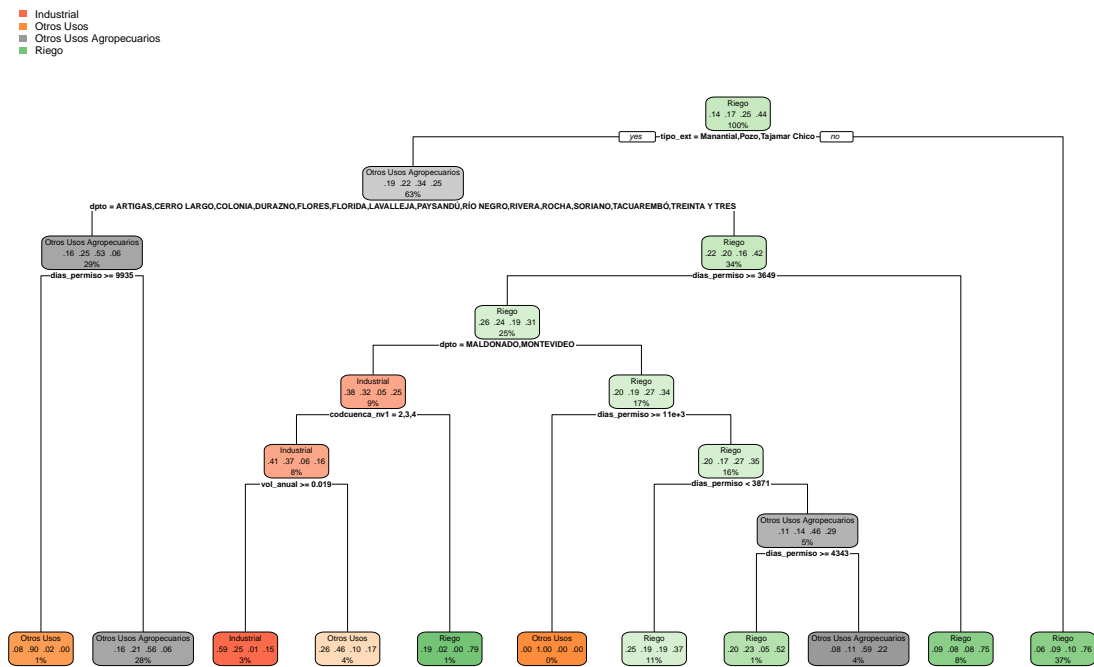 Industrial
Otros Usos
Otros Usos Agropecuarios
Riego
Riego
.14 .17 .25 .44
100%
yes tipo_ext = Manantial,Pozo,Tajamar Chico no
Otros Usos Agropecuarios
.19 .22 .34 .25
63%
dpto = ARTIGAS,CERRO LARGO,COLONIA,DURAZNO,FLORES,FLORIDA,LAVALLEJA,PAYSANDÚ,RÍO NEGRO,RIVERA,ROCHA,SORIANO,TACUAREMBÓ,TREINTA Y TRES
Otros Usos Agropecuarios
.16 .25 .53 .06
29%
dias_permiso >= 9935
Riego
.22 .20 .16 .42
34%
dias_permiso >= 3649
Riego
.26 .24 .19 .31
25%
dpto = MALDONADO,MONTEVIDEO
Industrial
.38 .32 .05 .25
9%
codcuenca_nv1 = 2,3,4
Riego
.20 .19 .27 .34
17%
dias_permiso >= 11e+3
Industrial
.41 .37 .06 .16
8%
vol_anual >= 0.019
Riego
.20 .17 .27 .35
16%
dias_permiso < 3871
Otros Usos Agropecuarios
.11 .14 .46 .29
5%
dias_permiso >= 4343
Otros Usos
.08 .90 .02 .00
1%
Otros Usos Agropecuarios
.16 .21 .56 .06
28%
Industrial
.59 .25 .01 .15
3%
Otros Usos
.26 .46 .10 .17
4%
Riego
.19 .02 .00 .79
1%
Otros Usos
.00 1.00 .00 .00
0%
Riego
.25 .19 .19 .37
11%
Riego
.20 .23 .05 .52
1%
Otros Usos Agropecuarios
.08 .11 .59 .22
4%
Riego
.09 .08 .08 .75
8%
Riego
.06 .09 .10 .76
37%